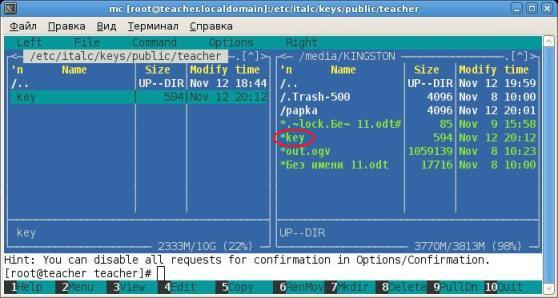 mc [root@teacher.localdomain]:/etc/italc/keys/public/teacher
Файл Правка Вид Терминал Справка
Left File Command Options Right
/etc/italc/keys/public/teacher .[^]> /media/KINGSTON .[^]>
'n Name Size Modify time 'n Name Size Modify time
/.. UP--DIR Nov 12 18:44 /.. UP--DIR Nov 12 19:59
key 594 Nov 12 20:12 /.Trash-500 4096 Nov 8 10:00
/papka 4096 Nov 12 10:00
*.~lock.Бе~ 11.odt# 85 Nov 9 15:58
*key 594 Nov 12 20:12
*out.ogv 1059139 Nov 8 10:23
*Без имени 11.odt 17716 Nov 8 10:00
key UP--DIR
2333M/10G (22%) 3770M/3813M (98%)
Hint: You can disable all requests for confirmation in Options/Confirmation.
[root@teacher teacher]#
1Help 2Menu 3View 4Edit 5Copy 6RenMov 7Mkdir 8Delete 9PullDn 10Quit